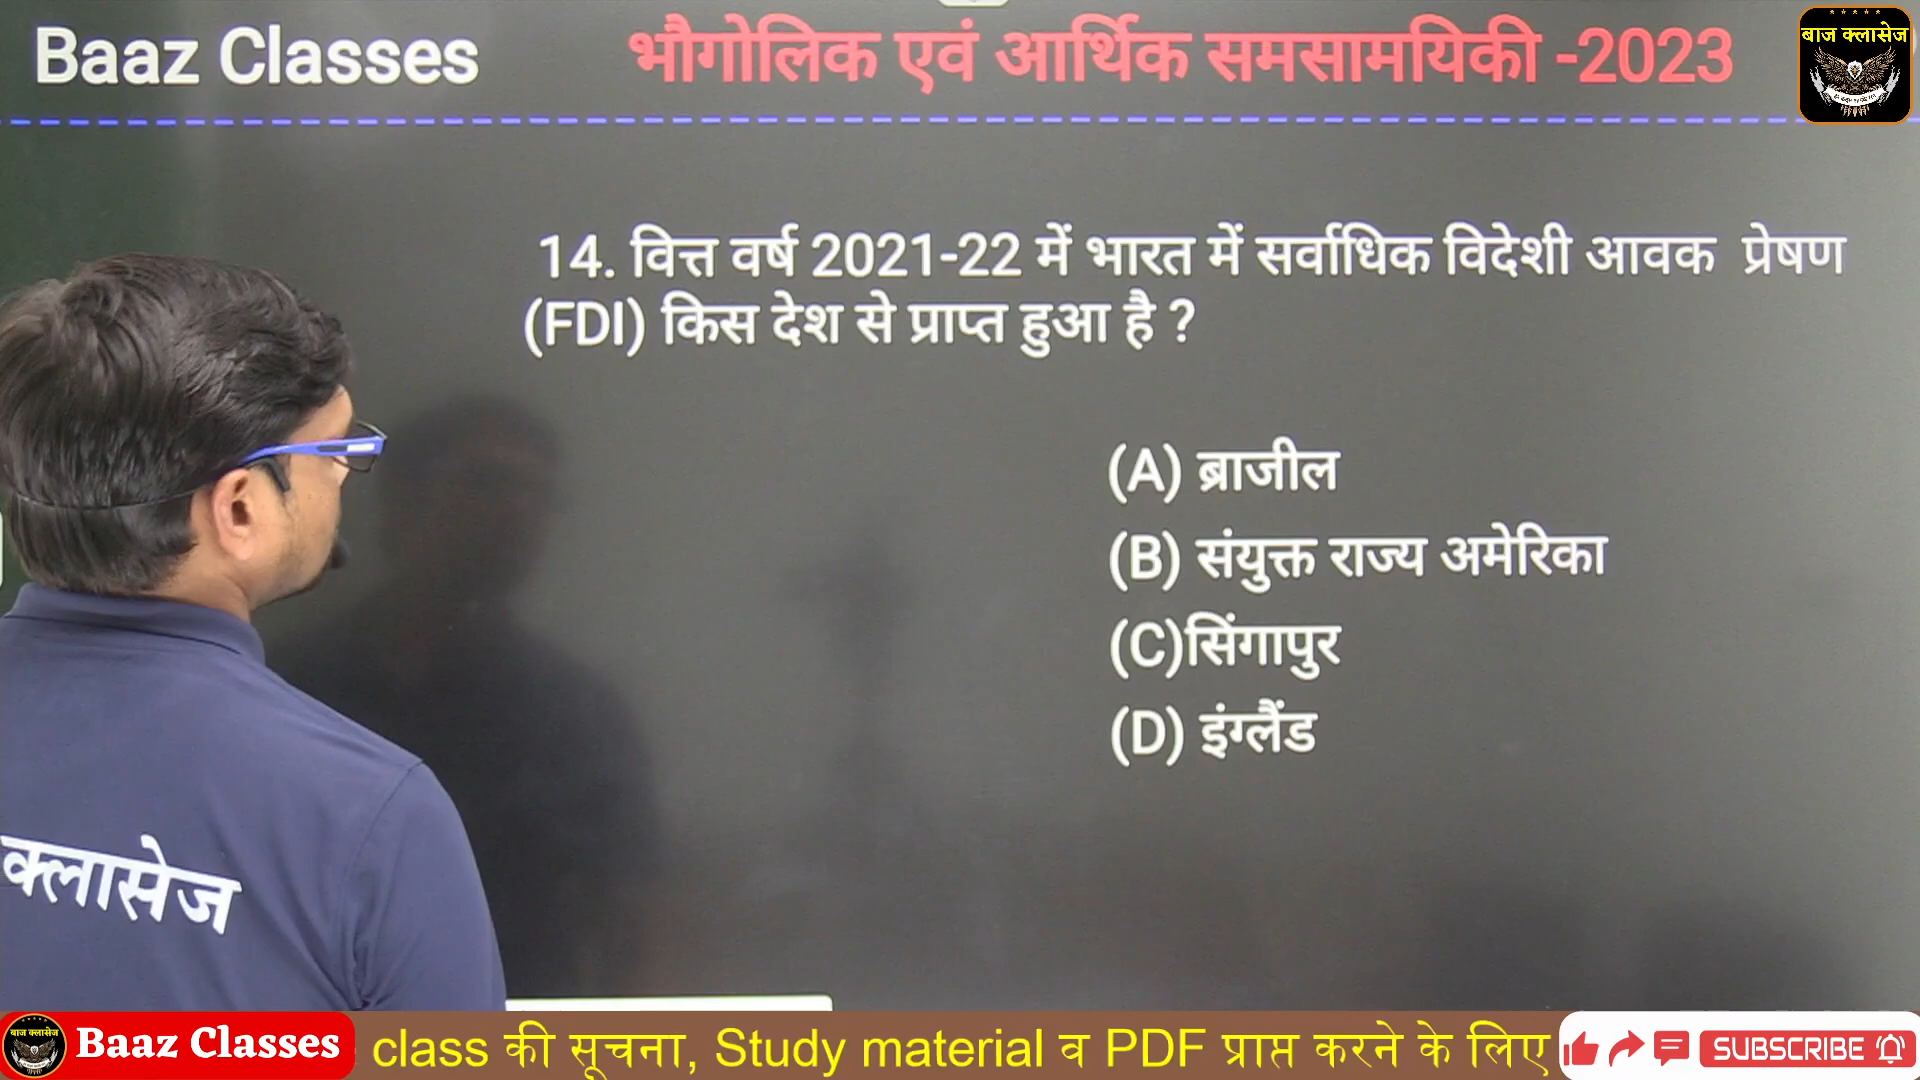 Baaz Classes
भौगोलिक एवं आर्थिक समसामयिकी -2023
बाज क्लासेज
14. वित्त वर्ष 2021-22 में भारत में सर्वाधिक विदेशी आवक प्रेषण
(FDI) किस देश से प्राप्त हुआ है ?
(A) ब्राजील
(B) संयुक्त राज्य अमेरिका
(C)सिंगापुर
(D) इंग्लैंड
क्लासेज
बाज क्लासेज
Baaz Classes
class की सूचना, Study material व PDF प्राप्त करने के लिए
SUBSCRIBE